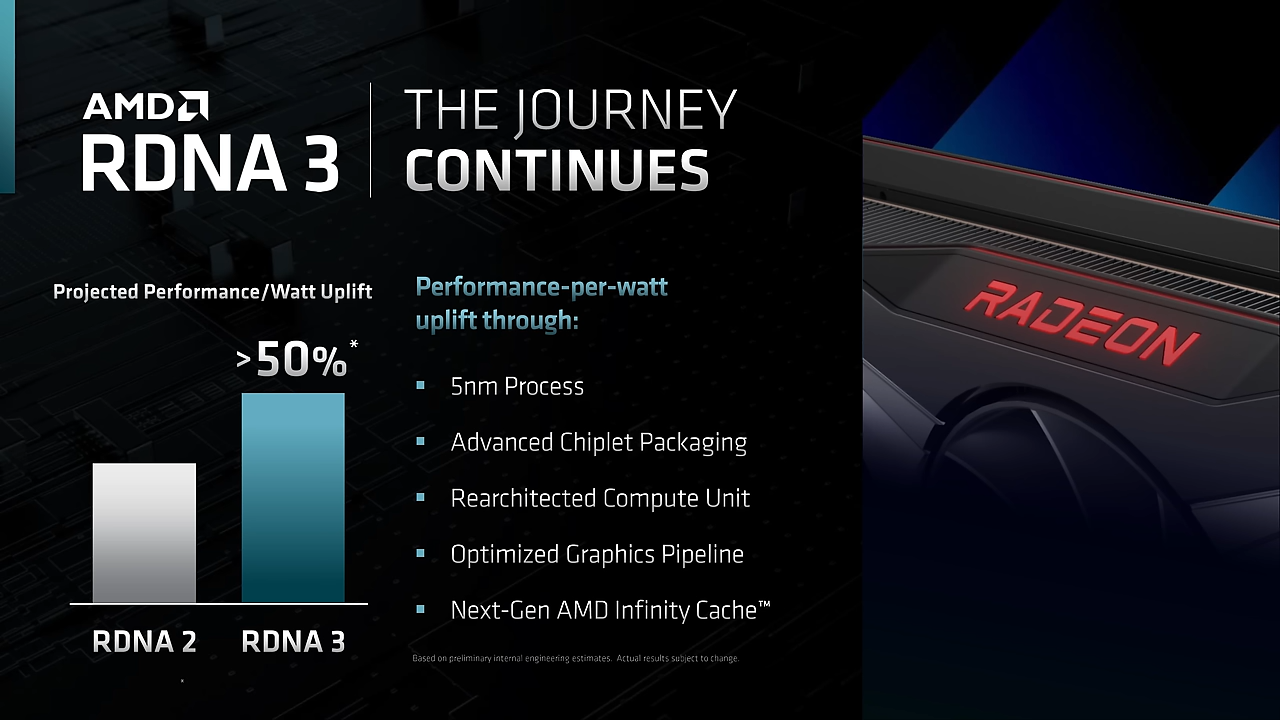 AMD
RDNA 3
THE JOURNEY
CONTINUES
Projected Performance/Watt Uplift
>50%*
RDNA 2 RDNA 3
*
Performance-per-watt
uplift through:
▪ 5nm Process
▪ Advanced Chiplet Packaging
▪ Rearchitected Compute Unit
▪ Optimized Graphics Pipeline
▪ Next-Gen AMD Infinity Cache™
Based on preliminary internal engineering estimates. Actual results subject to change.
RADEON